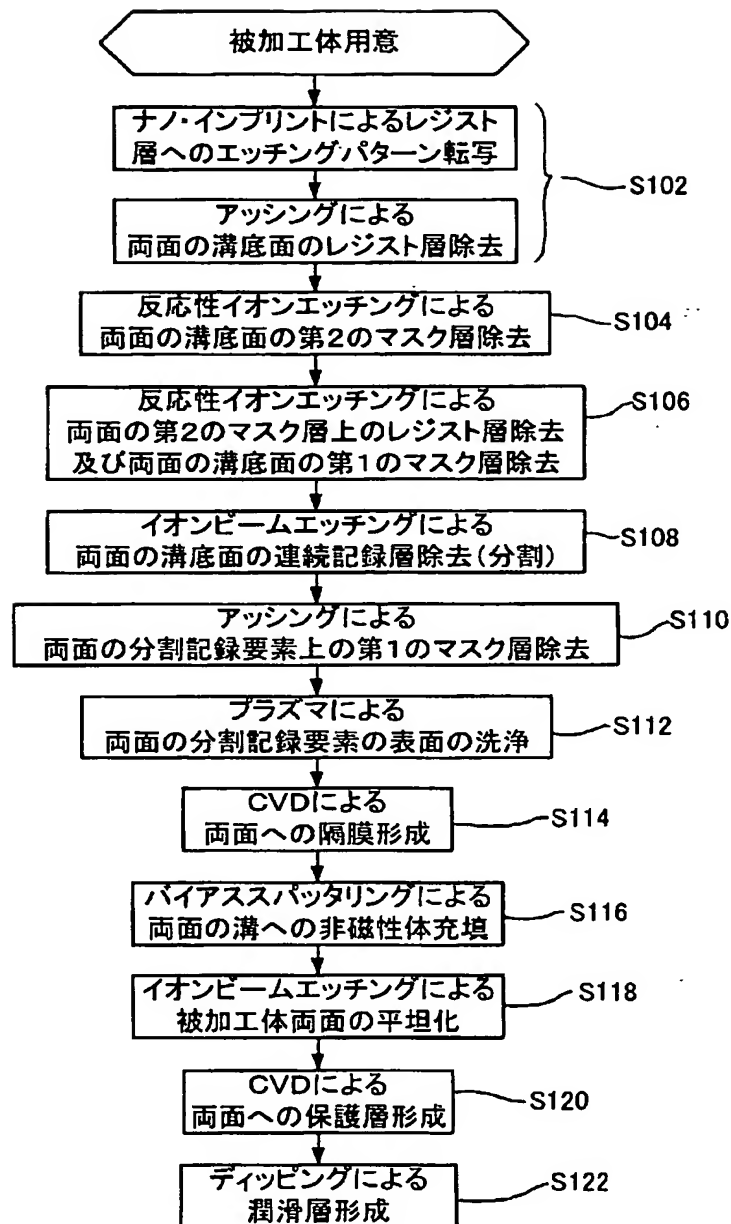 被加工体用意
ナノ・インプリントによるレジスト
層へのエッチングパターン転写
S102
アッシングによる
両面の溝底面のレジスト層除去
反応性イオンエッチングによる
両面の溝底面の第2のマスク層除去
S104
反応性イオンエッチングによる
両面の第2のマスク層上のレジスト層除去
及び両面の溝底面の第1のマスク層除去
S106
イオンビームエッチングによる
両面の溝底面の連続記録層除去(分割)
S108
アッシングによる
両面の分割記録要素上の第1のマスク層除去
S110
プラズマによる
両面の分割記録要素の表面の洗浄
S112
CVDによる
両面への隔膜形成
S114
バイアススパッタリングによる
両面の溝への非磁性体充填
S116
イオンビームエッチングによる
被加工体両面の平坦化
S118
CVDによる
両面への保護層形成
S120
ディッピングによる
潤滑層形成
S122